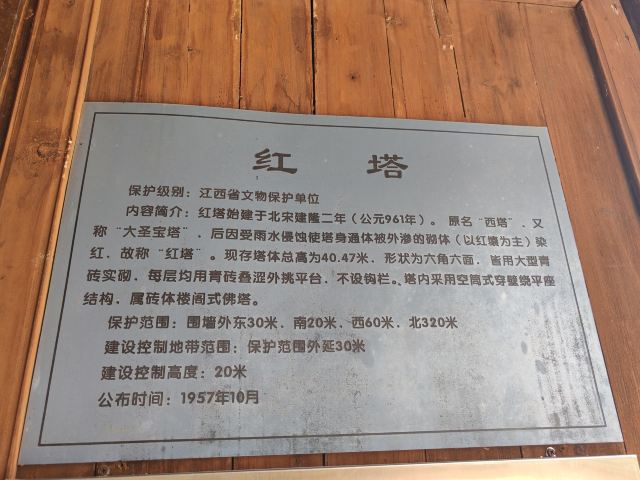 红塔
保护级别：江西省文物保护单位
内容简介：红塔始建于北宋建隆二年（公元961年）。原名“西塔”，又
称“大圣宝塔”，后因受雨水侵蚀使塔身通体被外渗的砌体（以红壤为主）染
红，故称“红塔”。现存塔体总高为40.47米，形状为六角六面，皆用大型青
砖实砌，每层均用青砖叠涩外挑平台，不设钩栏。塔内采用空筒式穿壁绕平座
结构，属砖体楼阁式佛塔。
保护范围：围墙外东30米，南20米，西60米，北320米
建设控制地带范围：保护范围外延30米
建设控制高度：20米
公布时间：1957年10月